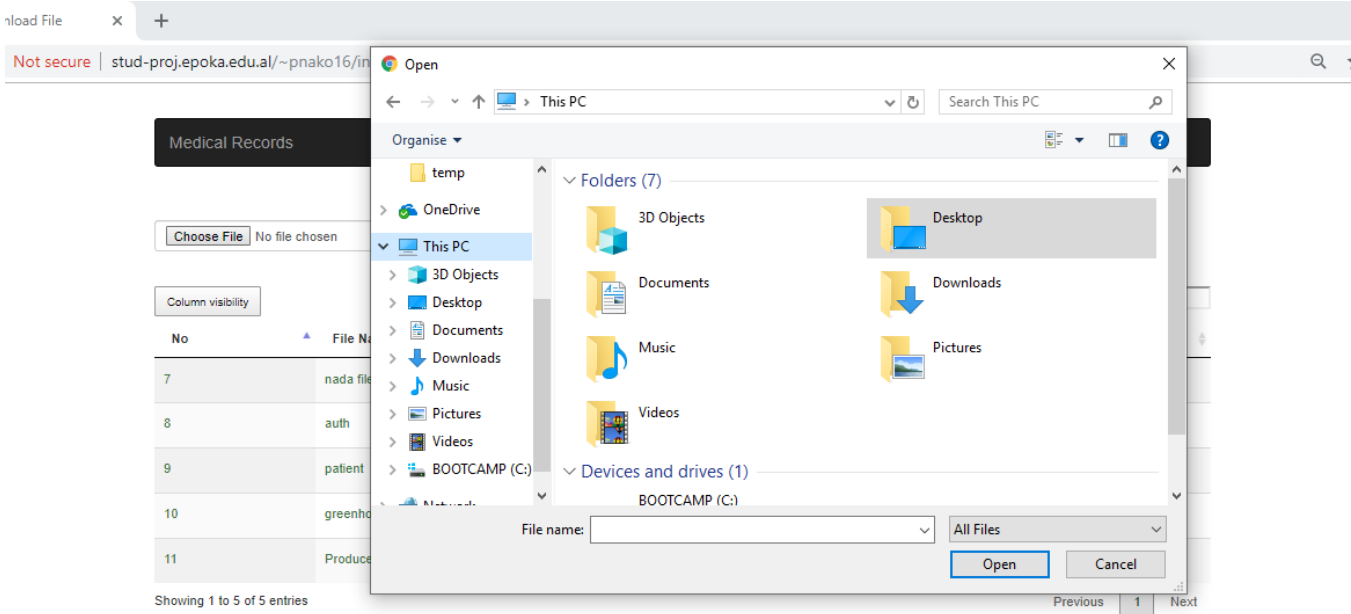 nload File
Not secure stud-proj.epoka.edu.al/~pnako16/in
Medical Records
Choose File No file chosen
Column visibility
No File Na
7 nada file
8 auth
9 patient
10 greenho
11 Produce
Showing 1 to 5 of 5 entries
Previous 1 Next
Open
This PC
Search This PC
Organise
temp
OneDrive
This PC
3D Objects
Desktop
Documents
Downloads
Music
Pictures
Videos
BOOTCAMP (C:)
Network
Folders (7)
3D Objects
Desktop
Documents
Downloads
Music
Pictures
Videos
Devices and drives (1)
BOOTCAMP (C:)
File name:
All Files
Open Cancel